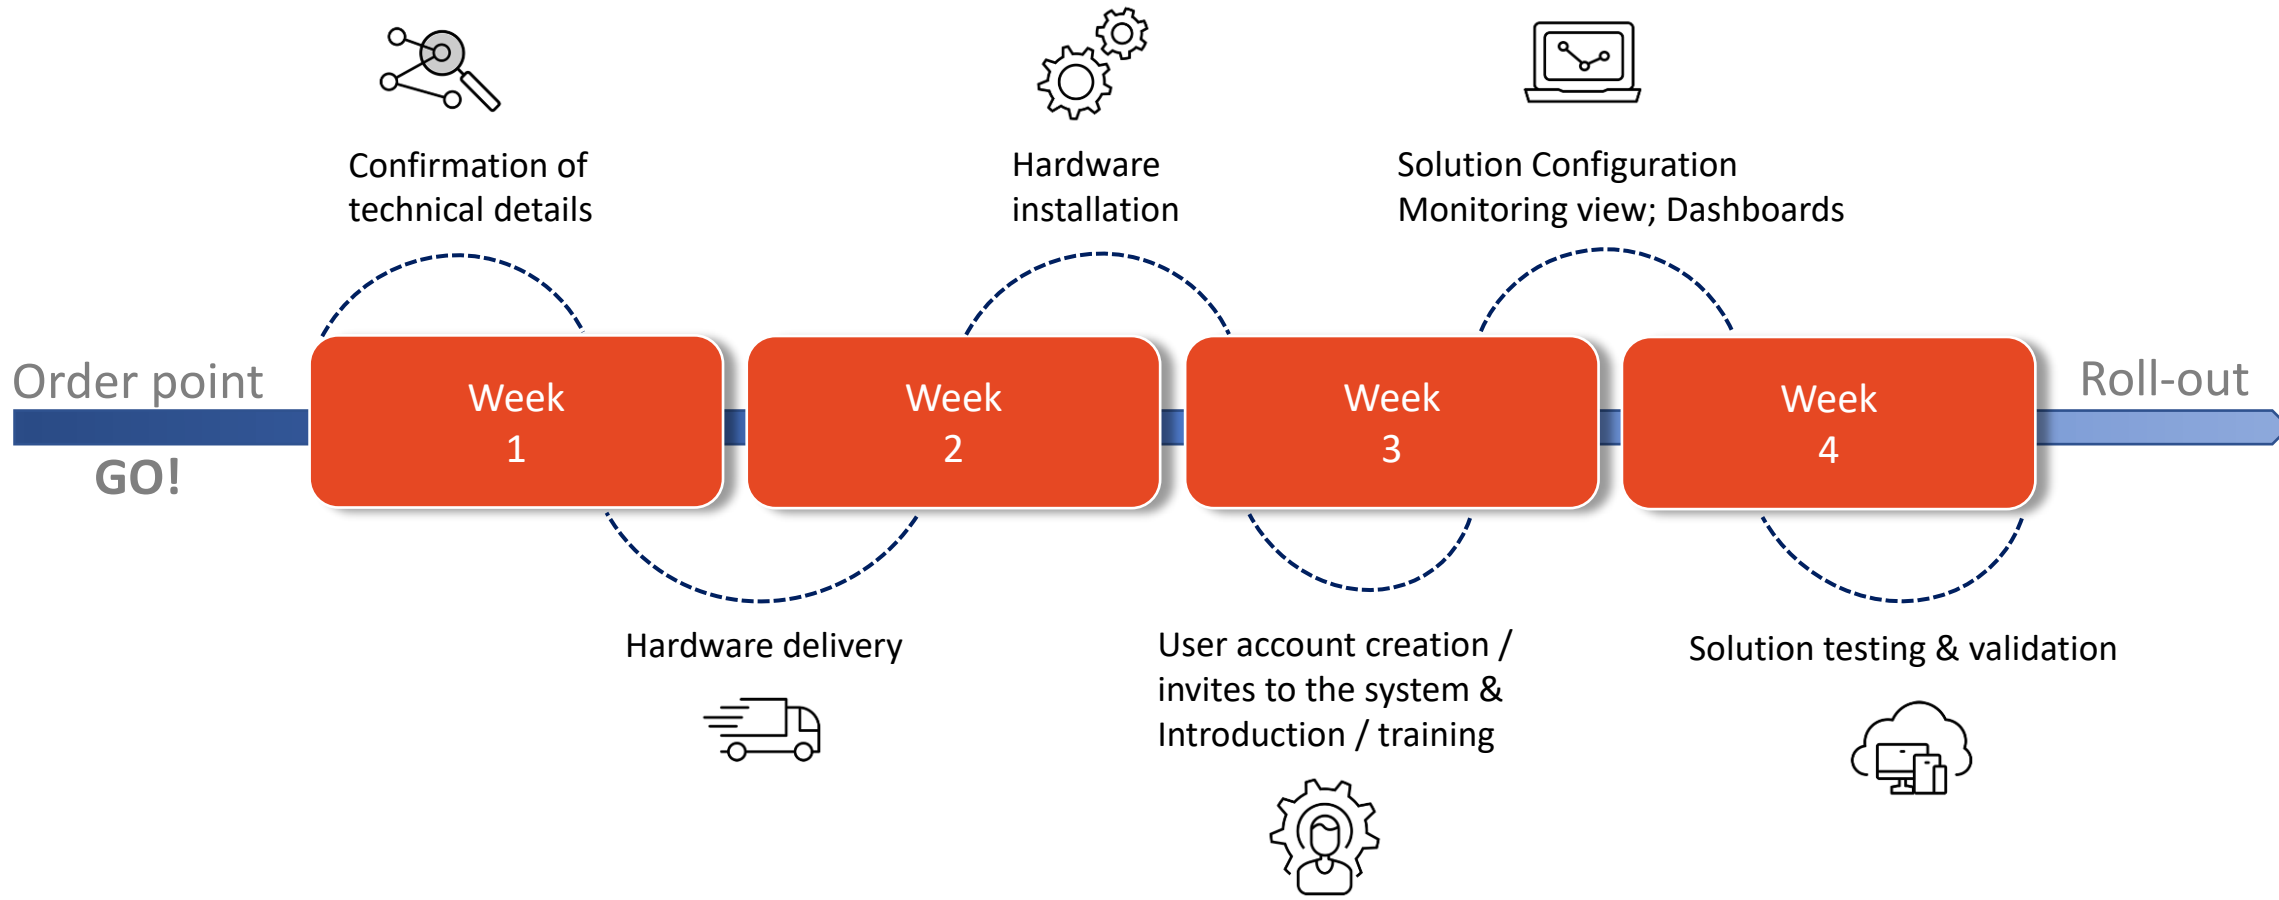 Confirmation of
technical details
Hardware
installation
Solution Configuration
Monitoring view; Dashboards
Order point
GO!
Week
1
Week
2
Week
3
Week
4
Roll-out
Hardware delivery
User account creation /
invites to the system &
Introduction / training
Solution testing & validation